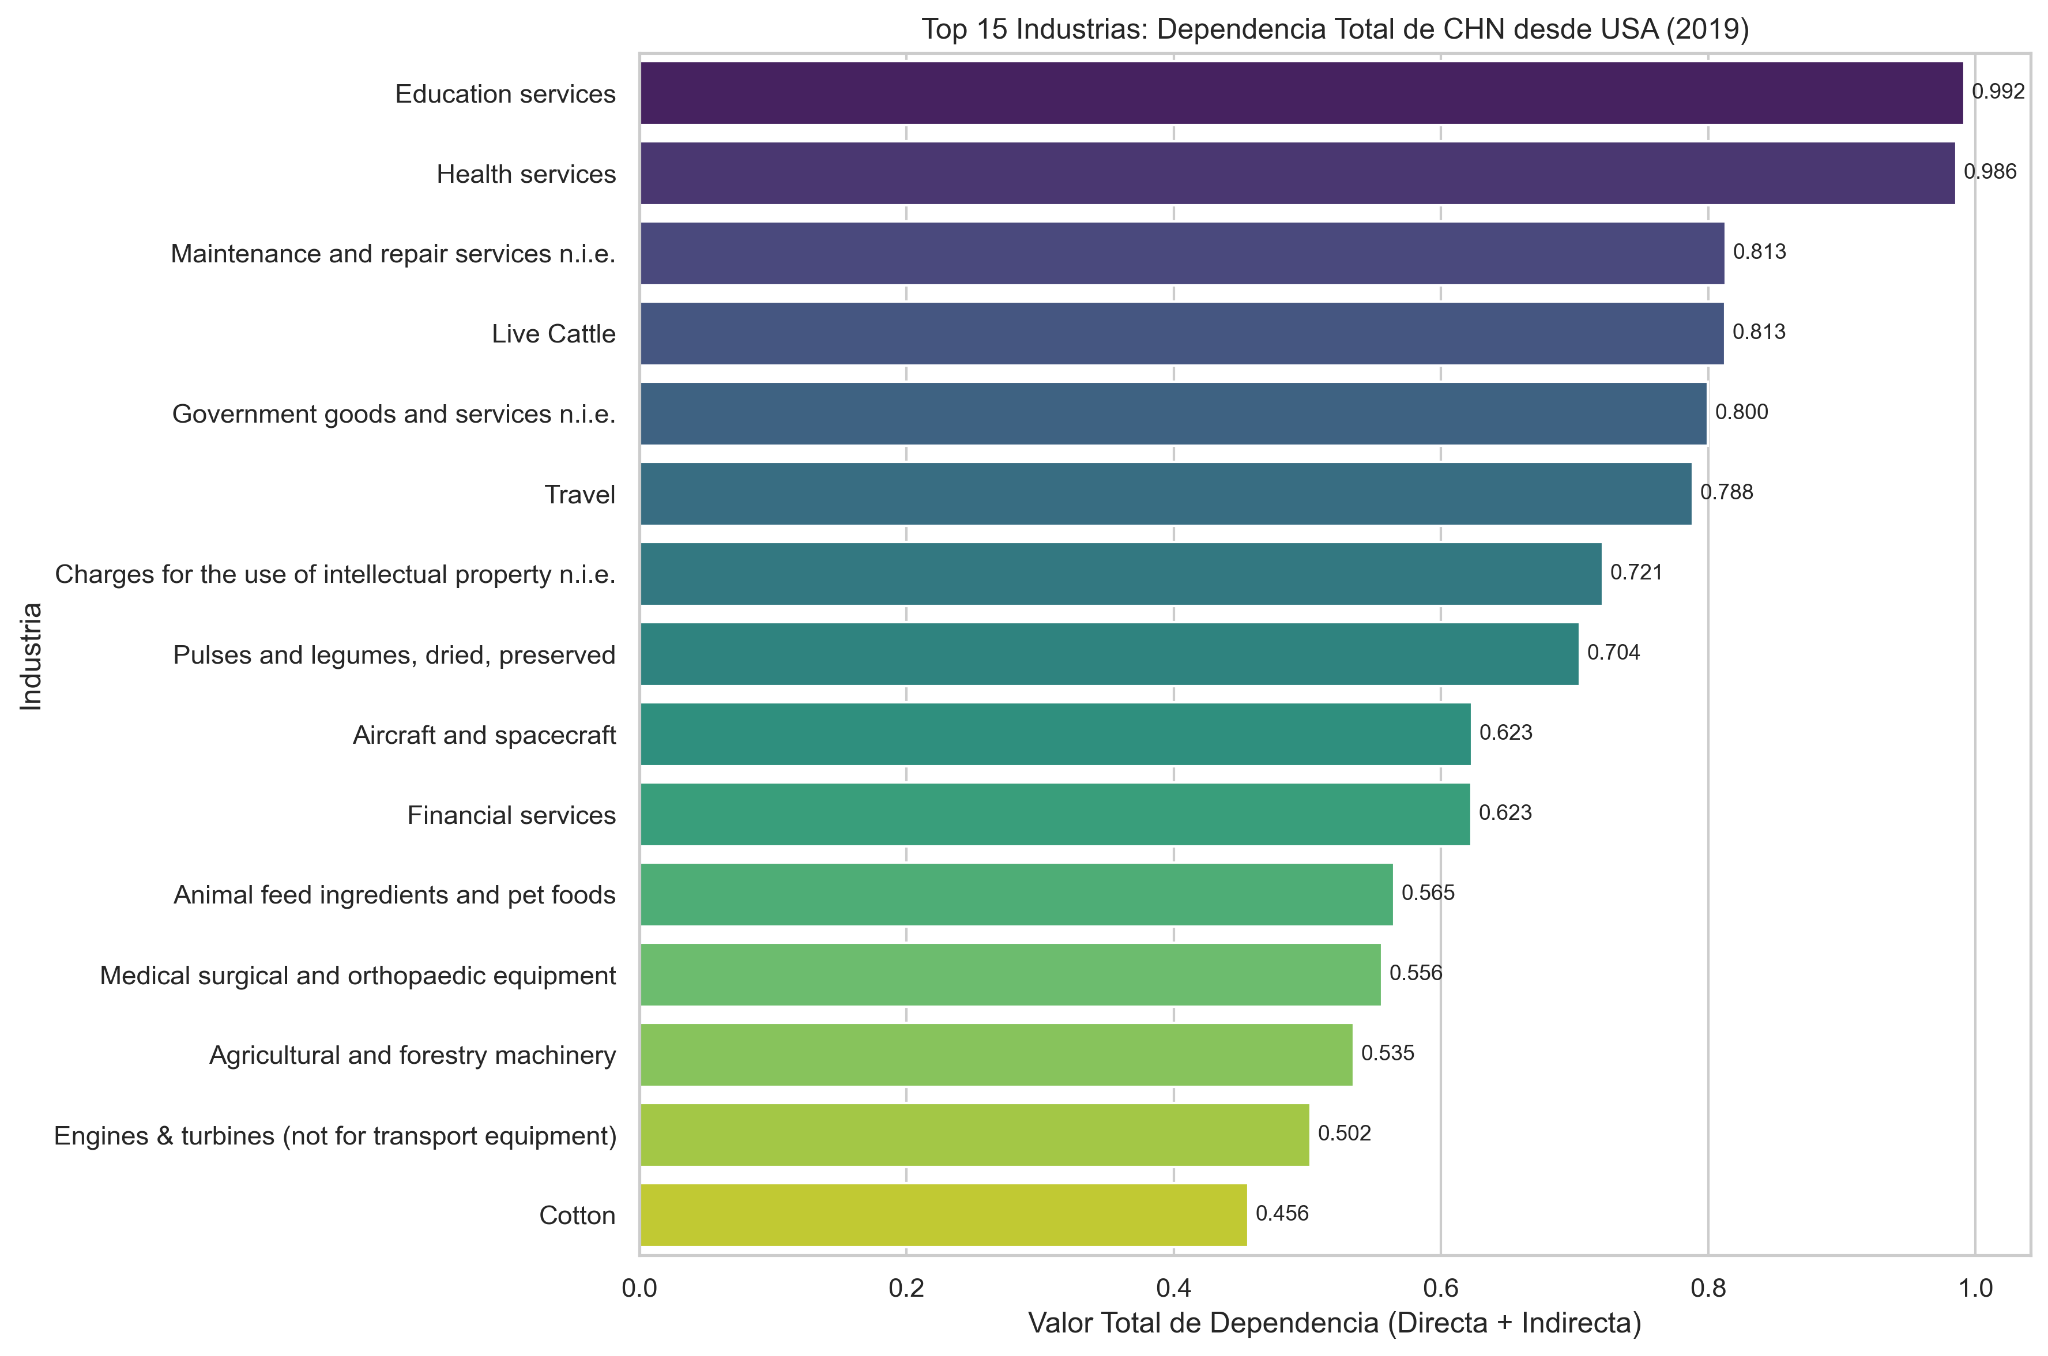 Top 15 Industrias: Dependencia Total de CHN desde USA (2019)
Industria
Education services 0.992
Health services 0.986
Maintenance and repair services n.i.e. 0.813
Live Cattle 0.813
Government goods and services n.i.e. 0.800
Travel 0.788
Charges for the use of intellectual property n.i.e. 0.721
Pulses and legumes, dried, preserved 0.704
Aircraft and spacecraft 0.623
Financial services 0.623
Animal feed ingredients and pet foods 0.565
Medical surgical and orthopaedic equipment 0.556
Agricultural and forestry machinery 0.535
Engines & turbines (not for transport equipment) 0.502
Cotton 0.456
0.0 0.2 0.4 0.6 0.8 1.0
Valor Total de Dependencia (Directa + Indirecta)